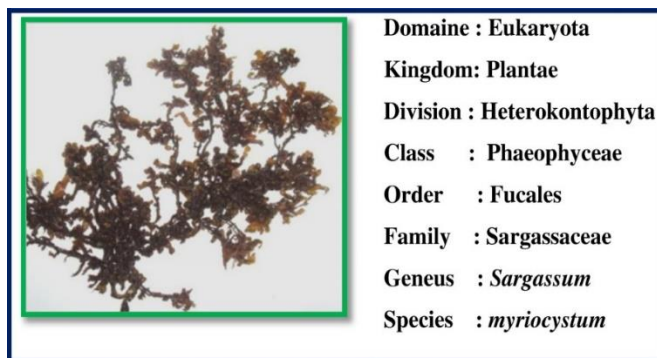 Domaine : Eukaryota
Kingdom: Plantae
Division : Heterokontophyta
Class : Phaeophyceae
Order : Fucales
Family : Sargassaceae
Geneus : Sargassum
Species : myriocystum